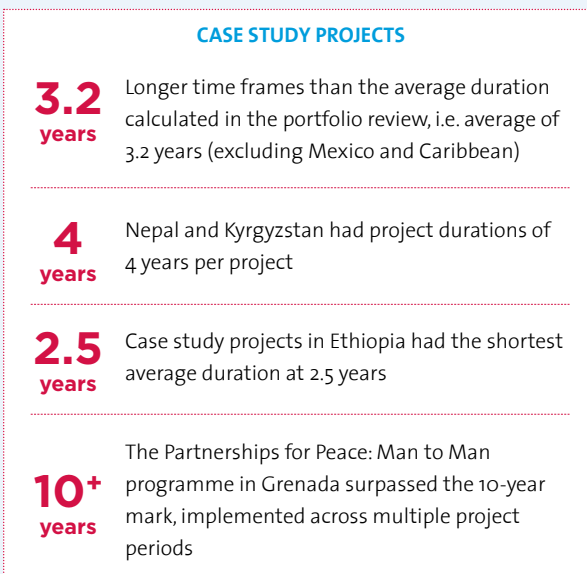 CASE STUDY PROJECTS
3.2
years
Longer time frames than the average duration
calculated in the portfolio review, i.e. average of
3.2 years (excluding Mexico and Caribbean)
4
years
Nepal and Kyrgyzstan had project durations of
4 years per project
2.5
years
Case study projects in Ethiopia had the shortest
average duration at 2.5 years
10+
years
The Partnerships for Peace: Man to Man
programme in Grenada surpassed the 10-year
mark, implemented across multiple project
periods